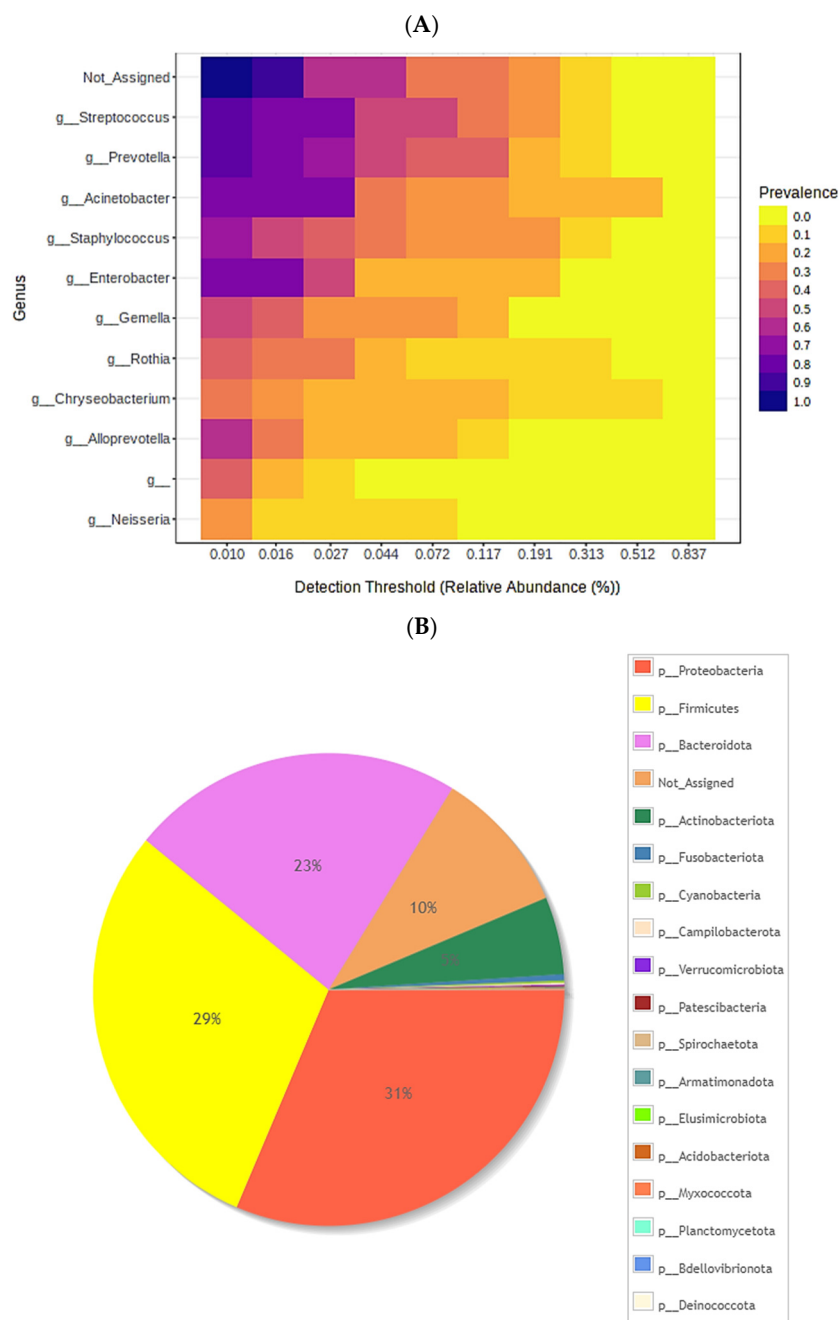 (A)
Not_Assigned
g__Streptococcus
g__Prevotella
g__Acinetobacter
g__Staphylococcus
g__Enterobacter
g__Gemella
g__Rothia
g__Chryseobacterium
g__Alloprevotella
g__
g__Neisseria
Genus
0.010 0.016 0.027 0.044 0.072 0.117 0.191 0.313 0.512 0.837
Detection Threshold (Relative Abundance (%))
Prevalence
0.0
0.1
0.2
0.3
0.4
0.5
0.6
0.7
0.8
0.9
1.0
(B)
23%
10%
29%
31%
p__Proteobacteria
p__Firmicutes
p__Bacteroidota
Not_Assigned
p__Actinobacteriota
p__Fusobacteriota
p__Cyanobacteria
p__Campilobacterota
p__Verrucomicrobiota
p__Patescibacteria
p__Spirochaetota
p__Armatimonadota
p__Elusimicrobiota
p__Acidobacteriota
p__Myxococcota
p__Planctomycetota
p__Bdellovibrionota
p__Deinococcota